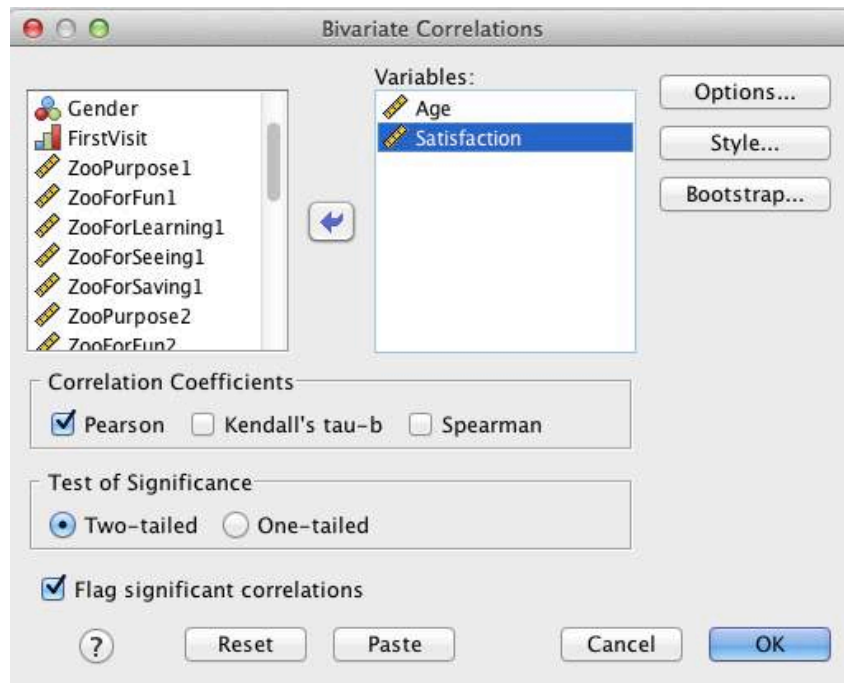 Bivariate Correlations
Gender
FirstVisit
ZooPurpose1
ZooForFun1
ZooForLearning1
ZooForSeeing1
ZooForSaving1
ZooPurpose2
ZooForFun2
Variables:
Age
Satisfaction
Options...
Style...
Bootstrap...
Correlation Coefficients
Pearson Kendall's tau-b Spearman
Test of Significance
Two-tailed One-tailed
Flag significant correlations
? Reset Paste Cancel OK